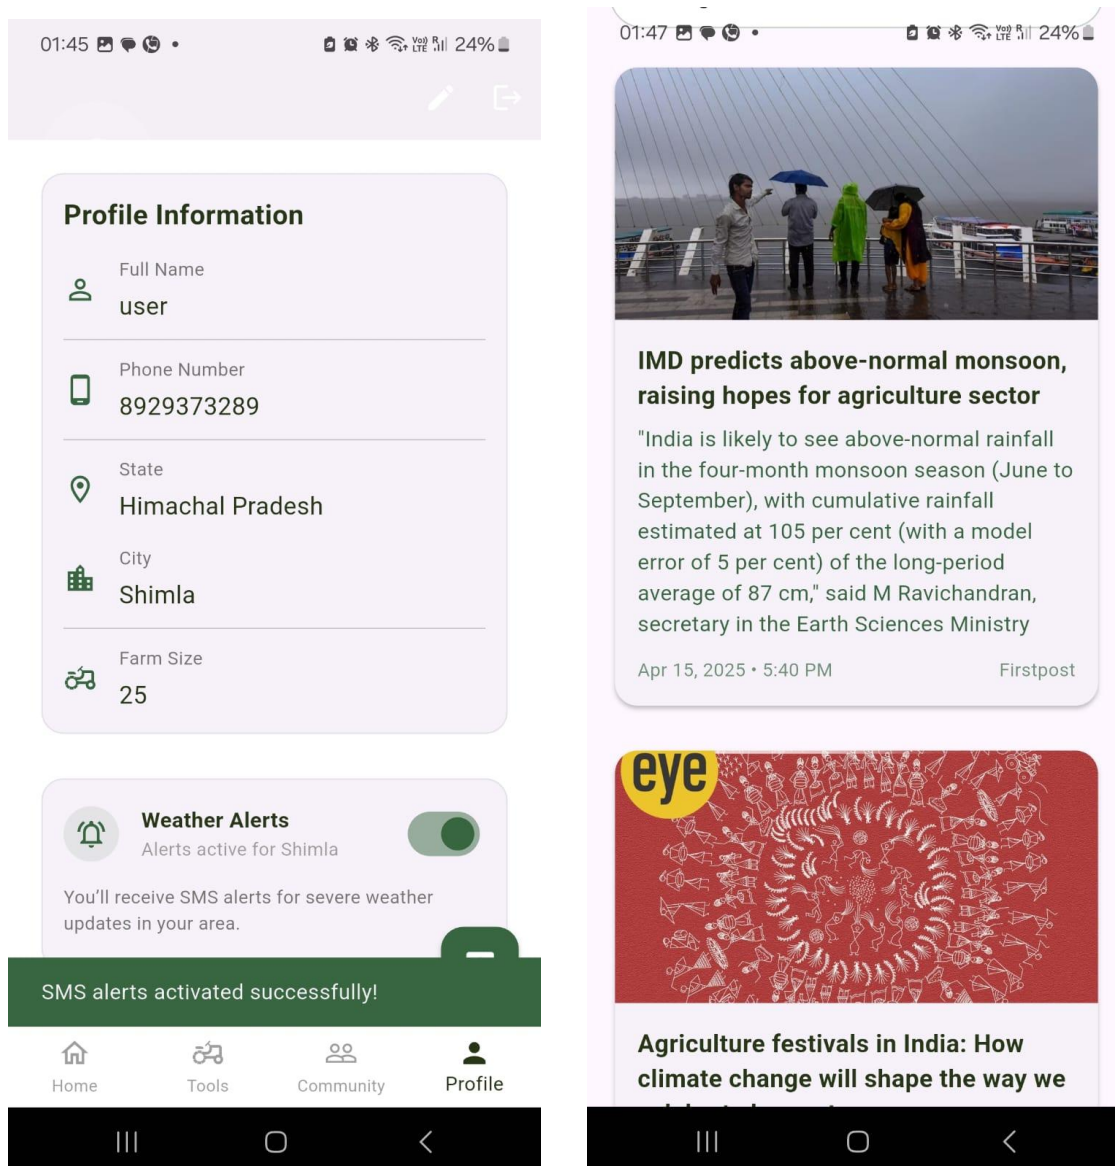 01:45
Vo)) R
LTE 24%
Profile Information
Full Name
user
Phone Number
8929373289
State
Himachal Pradesh
City
Shimla
Farm Size
25
Weather Alerts
Alerts active for Shimla
You'll receive SMS alerts for severe weather
updates in your area.
SMS alerts activated successfully!
Home
Tools
Community
Profile
01:47
Vo)) R
LTE 24%
IMD predicts above-normal monsoon,
raising hopes for agriculture sector
"India is likely to see above-normal rainfall
in the four-month monsoon season (June to
September), with cumulative rainfall
estimated at 105 per cent (with a model
error of 5 per cent) of the long-period
average of 87 cm," said M Ravichandran,
secretary in the Earth Sciences Ministry
Apr 15, 2025 • 5:40 PM
Firstpost
eye
Agriculture festivals in India: How
climate change will shape the way we